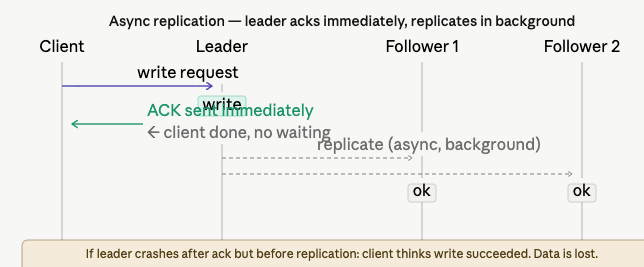 Async replication — leader acks immediately, replicates in background
Client Leader Follower 1 Follower 2
write request
write
ACK sent immediately
← client done, no waiting
replicate (async, background)
ok ok
If leader crashes after ack but before replication: client thinks write succeeded. Data is lost.